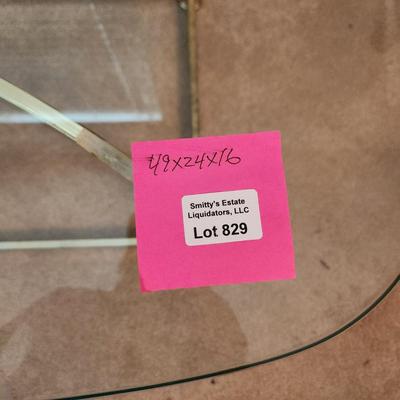 49x24x16
Smitty's Estate
Liquidators, LLC
Lot 829